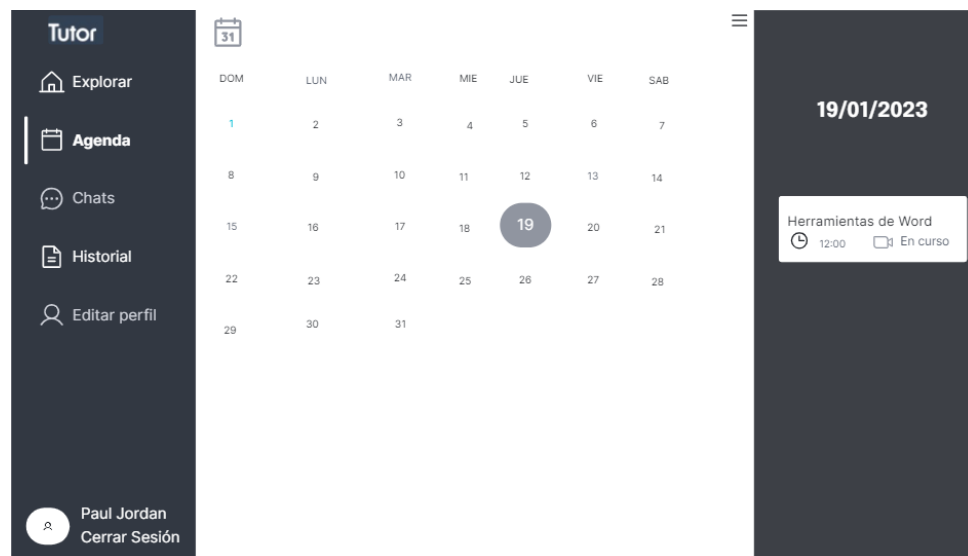 Tutor
Explorar
Agenda
Chats
Historial
Editar perfil
Paul Jordan
Cerrar Sesión
31
DOM LUN MAR MIE JUE VIE SAB
1 2 3 4 5 6 7
8 9 10 11 12 13 14
15 16 17 18 19 20 21
22 23 24 25 26 27 28
29 30 31
19/01/2023
Herramientas de Word
12:00 En curso